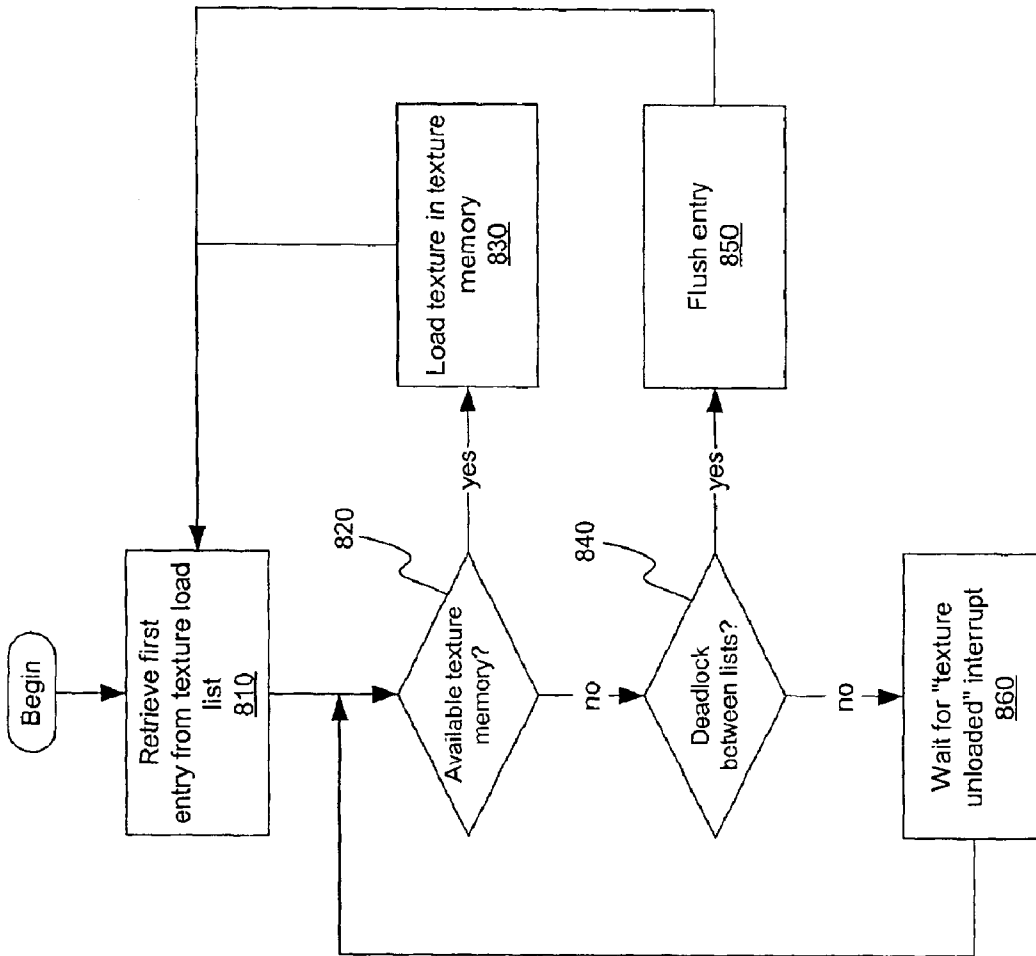 Begin
Retrieve first
entry from texture load
list
810
820
Available texture
memory?
yes
Load texture in texture
memory
830
no
840
Deadlock
between lists?
yes
Flush entry
850
no
Wait for "texture
unloaded" interrupt
860